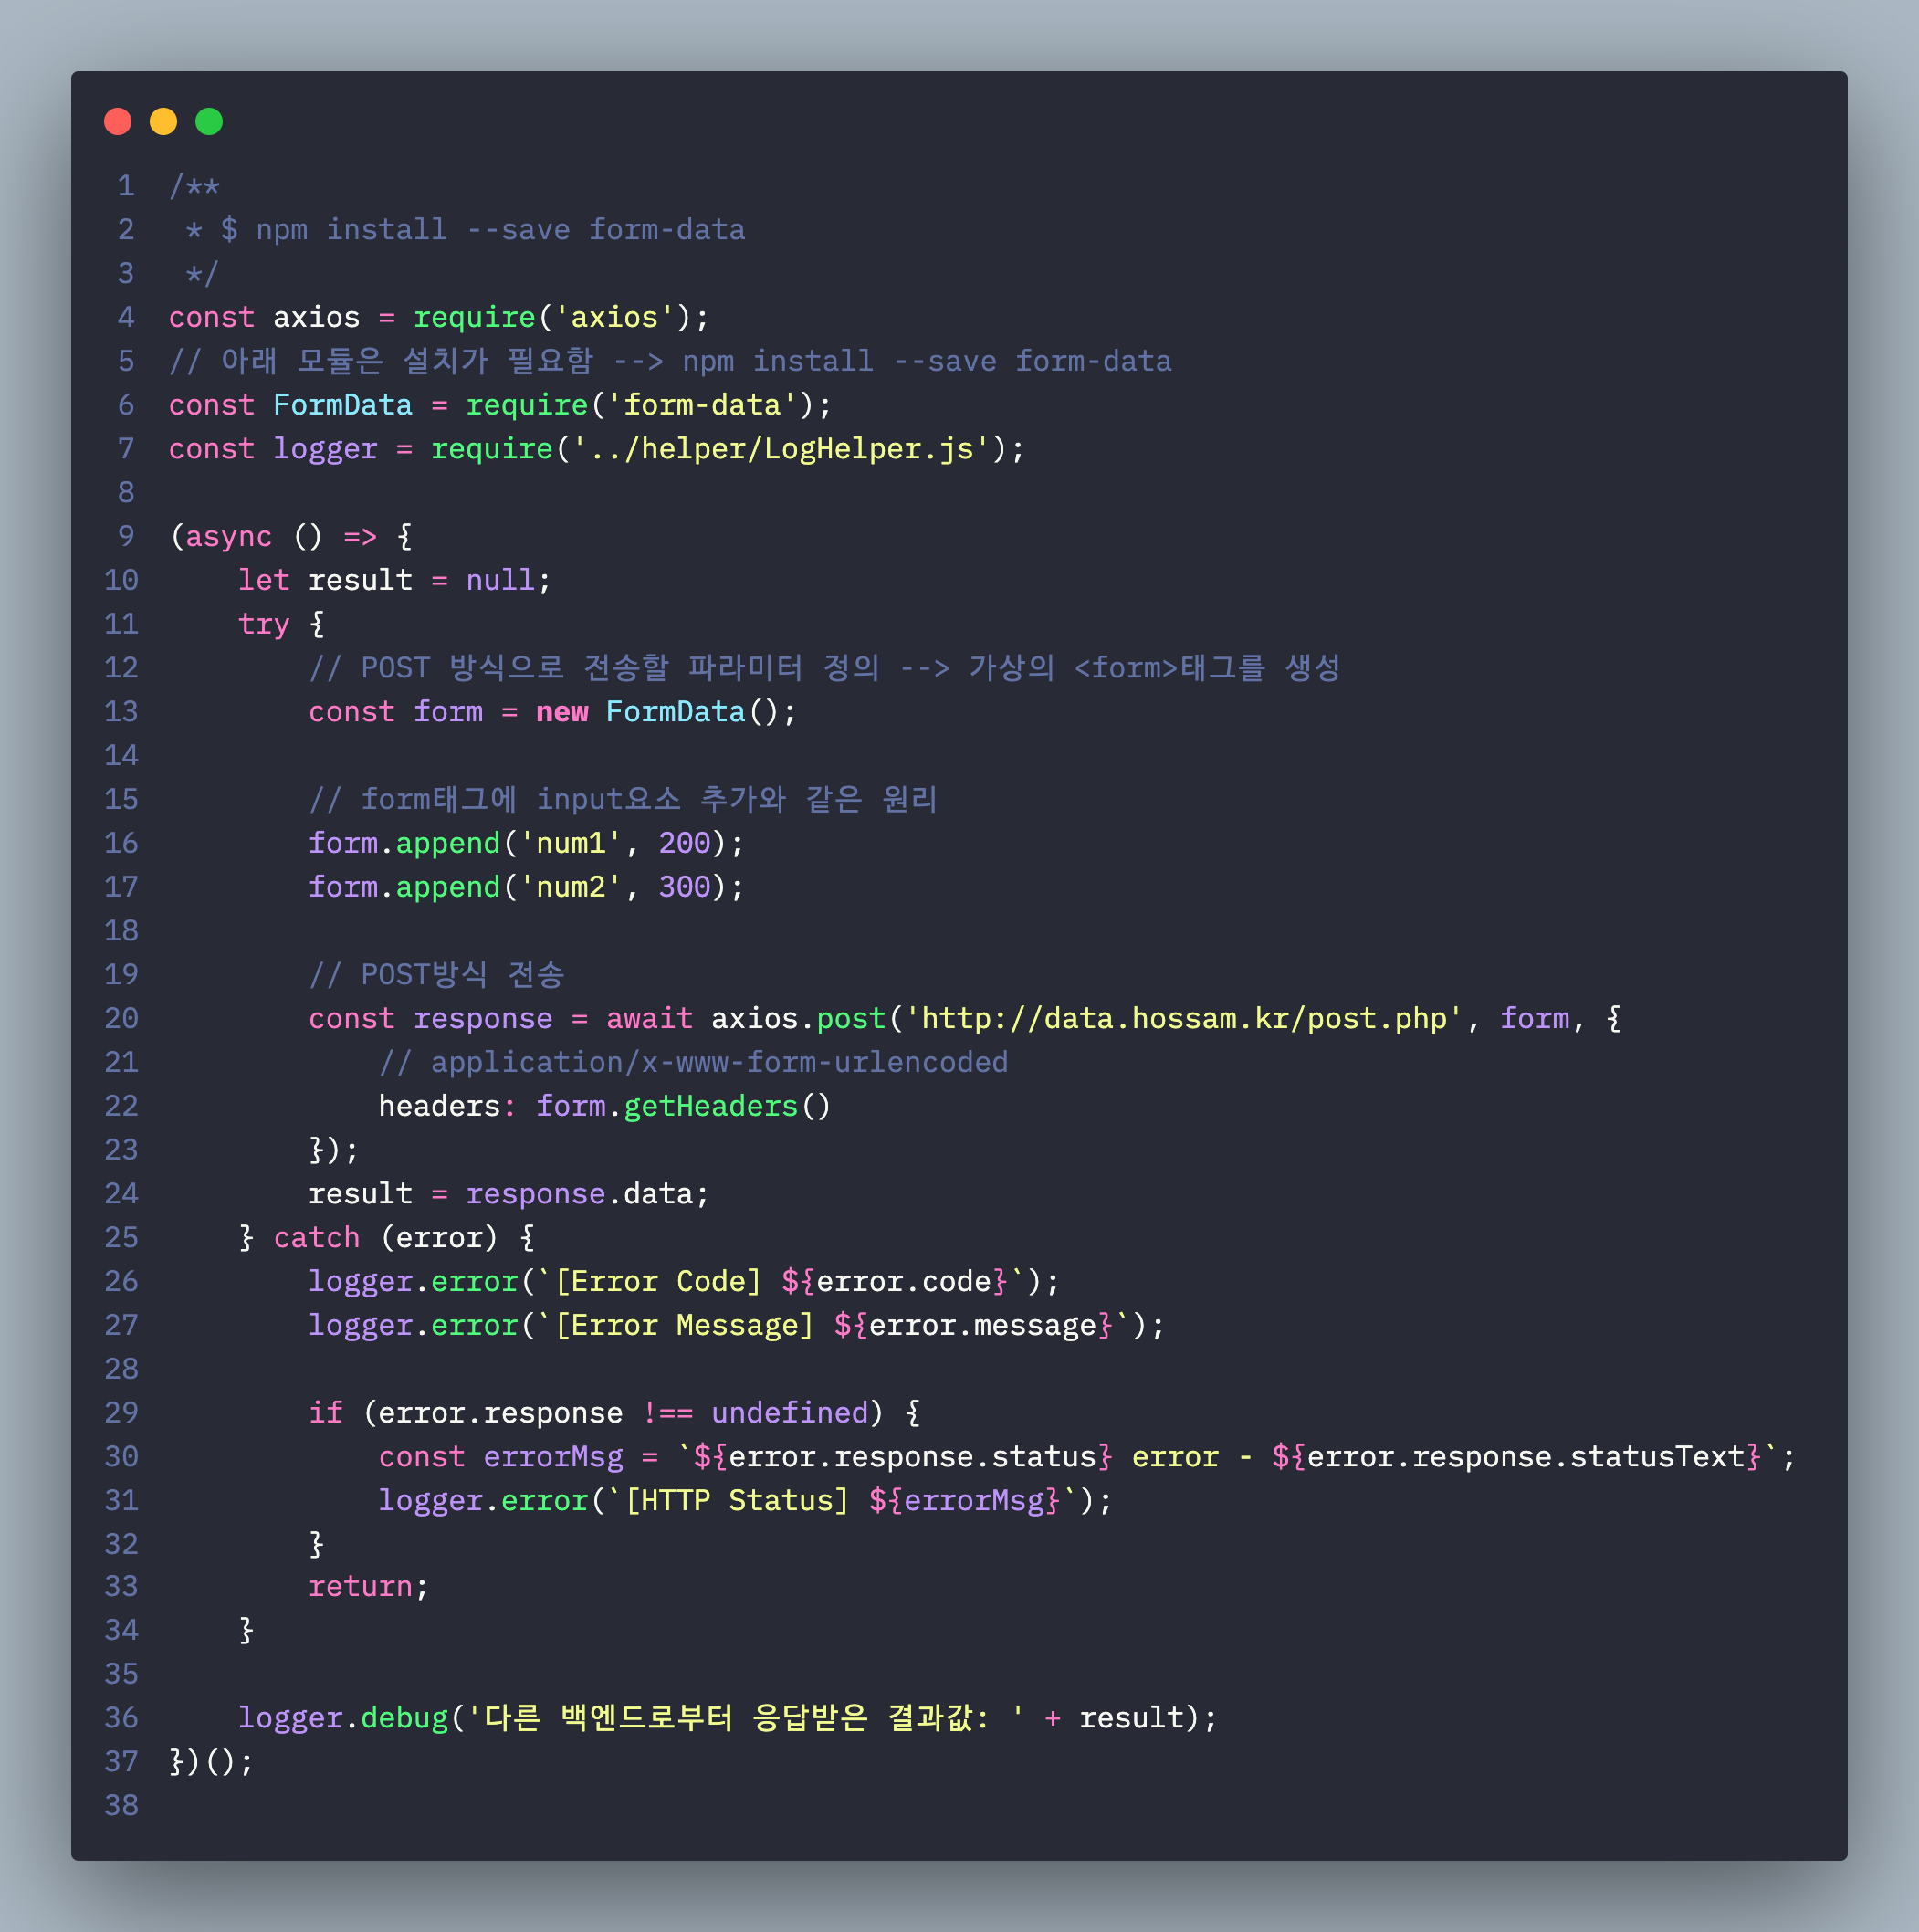 1 /**
2  * $ npm install --save form-data
3  */
4 const axios = require('axios');
5 // 아래 모듈은 설치가 필요함 --> npm install --save form-data
6 const FormData = require('form-data');
7 const logger = require('../helper/LogHelper.js');
8
9 (async () => {
10     let result = null;
11     try {
12         // POST 방식으로 전송할 파라미터 정의 --> 가상의 <form>태그를 생성
13         const form = new FormData();
14
15         // form태그에 input요소 추가와 같은 원리
16         form.append('num1', 200);
17         form.append('num2', 300);
18
19         // POST방식 전송
20         const response = await axios.post('http://data.hossam.kr/post.php', form, {
21             // application/x-www-form-urlencoded
22             headers: form.getHeaders()
23         });
24         result = response.data;
25     } catch (error) {
26         logger.error(`[Error Code] ${error.code}`);
27         logger.error(`[Error Message] ${error.message}`);
28
29         if (error.response !== undefined) {
30             const errorMsg = `${error.response.status} error - ${error.response.statusText}`;
31             logger.error(`[HTTP Status] ${errorMsg}`);
32         }
33         return;
34     }
35
36     logger.debug('다른 백엔드로부터 응답받은 결과값: ' + result);
37 })();
38